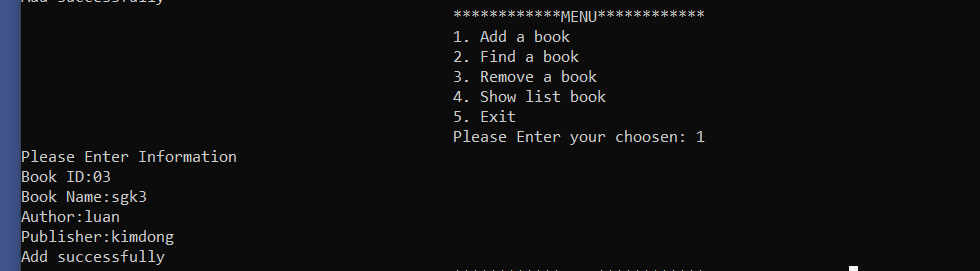 Add successfully
************MENU************
1. Add a book
2. Find a book
3. Remove a book
4. Show list book
5. Exit
Please Enter your choosen: 1
Please Enter Information
Book ID:03
Book Name:sgk3
Author:luan
Publisher:kimdong
Add successfully